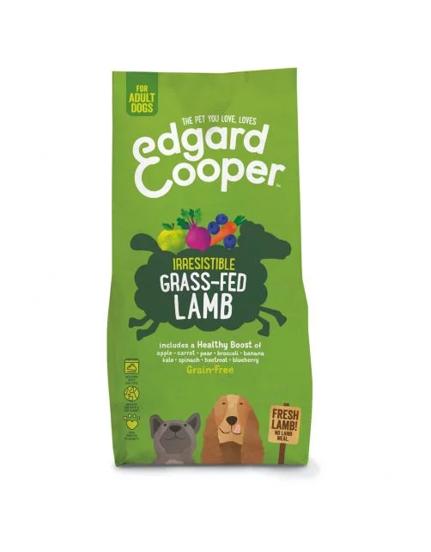 FOR
ADULT
DOGS
THE PET YOU LOVE, LOVES
Edgard
Cooper™
IRRESISTIBLE
GRASS-FED
LAMB
includes a Healthy Boost of
apple • carrot • pear • broccoli • banana
kale • spinach • beetroot • blueberry
Grain-Free
FRESH
LAMB!
NO LAMB
MEAL.